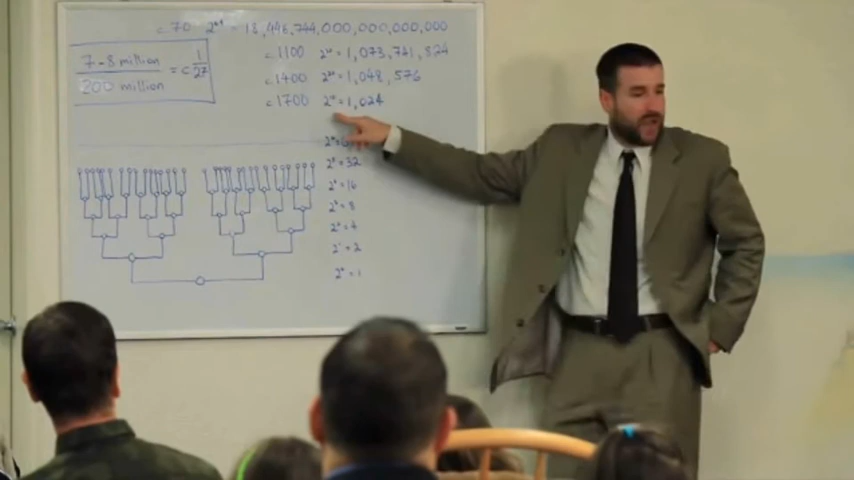 c 70 2⁶⁴ = 18,446,744,000,000,000,000
7-8 million
200 million
= c 1/27
c 1100 2³⁰ = 1,073,741,824
c 1400 2²⁰ = 1,048,576
c 1700 2¹⁰ = 1,024
2⁵ = 32
2⁴ = 16
2³ = 8
2² = 4
2¹ = 2
2⁰ = 1